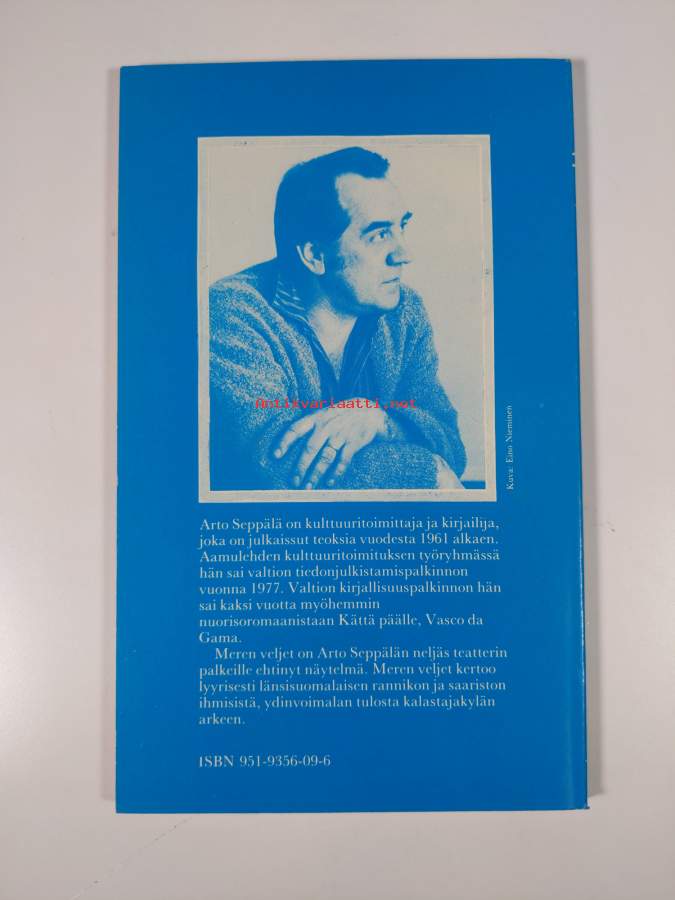 Antikvariaatti.net
Kuva: Eino Nieminen
Arto Seppälä on kulttuuritoimittaja ja kirjailija,
joka on julkaissut teoksia vuodesta 1961 alkaen.
Aamulehden kulttuuritoimituksen työryhmässä
hän sai valtion tiedonjulkistamispalkinnon
vuonna 1977. Valtion kirjallisuuspalkinnon hän
sai kaksi vuotta myöhemmin
nuorisoromaanistaan Kättä päälle, Vasco da
Gama.
Meren veljet on Arto Seppälän neljäs teatterin
palkeille ehtinyt näytelmä. Meren veljet kertoo
lyyrisesti länsisuomalaisen rannikon ja saariston
ihmisistä, ydinvoimalan tulosta kalastajakylän
arkeen.
ISBN 951-9356-09-6